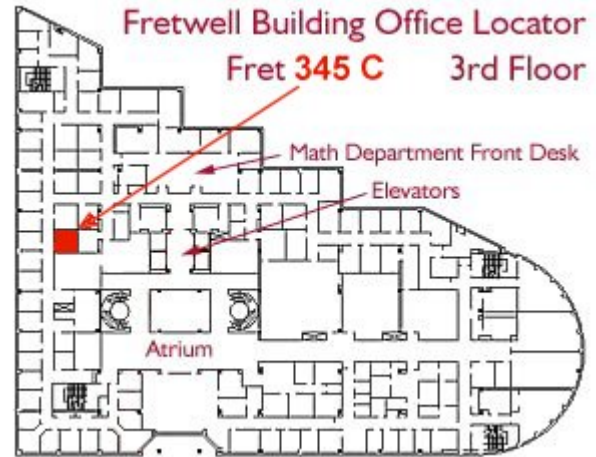 Fretwell Building Office Locator
Fret 345 C 3rd Floor
Math Department Front Desk
Elevators
Atrium